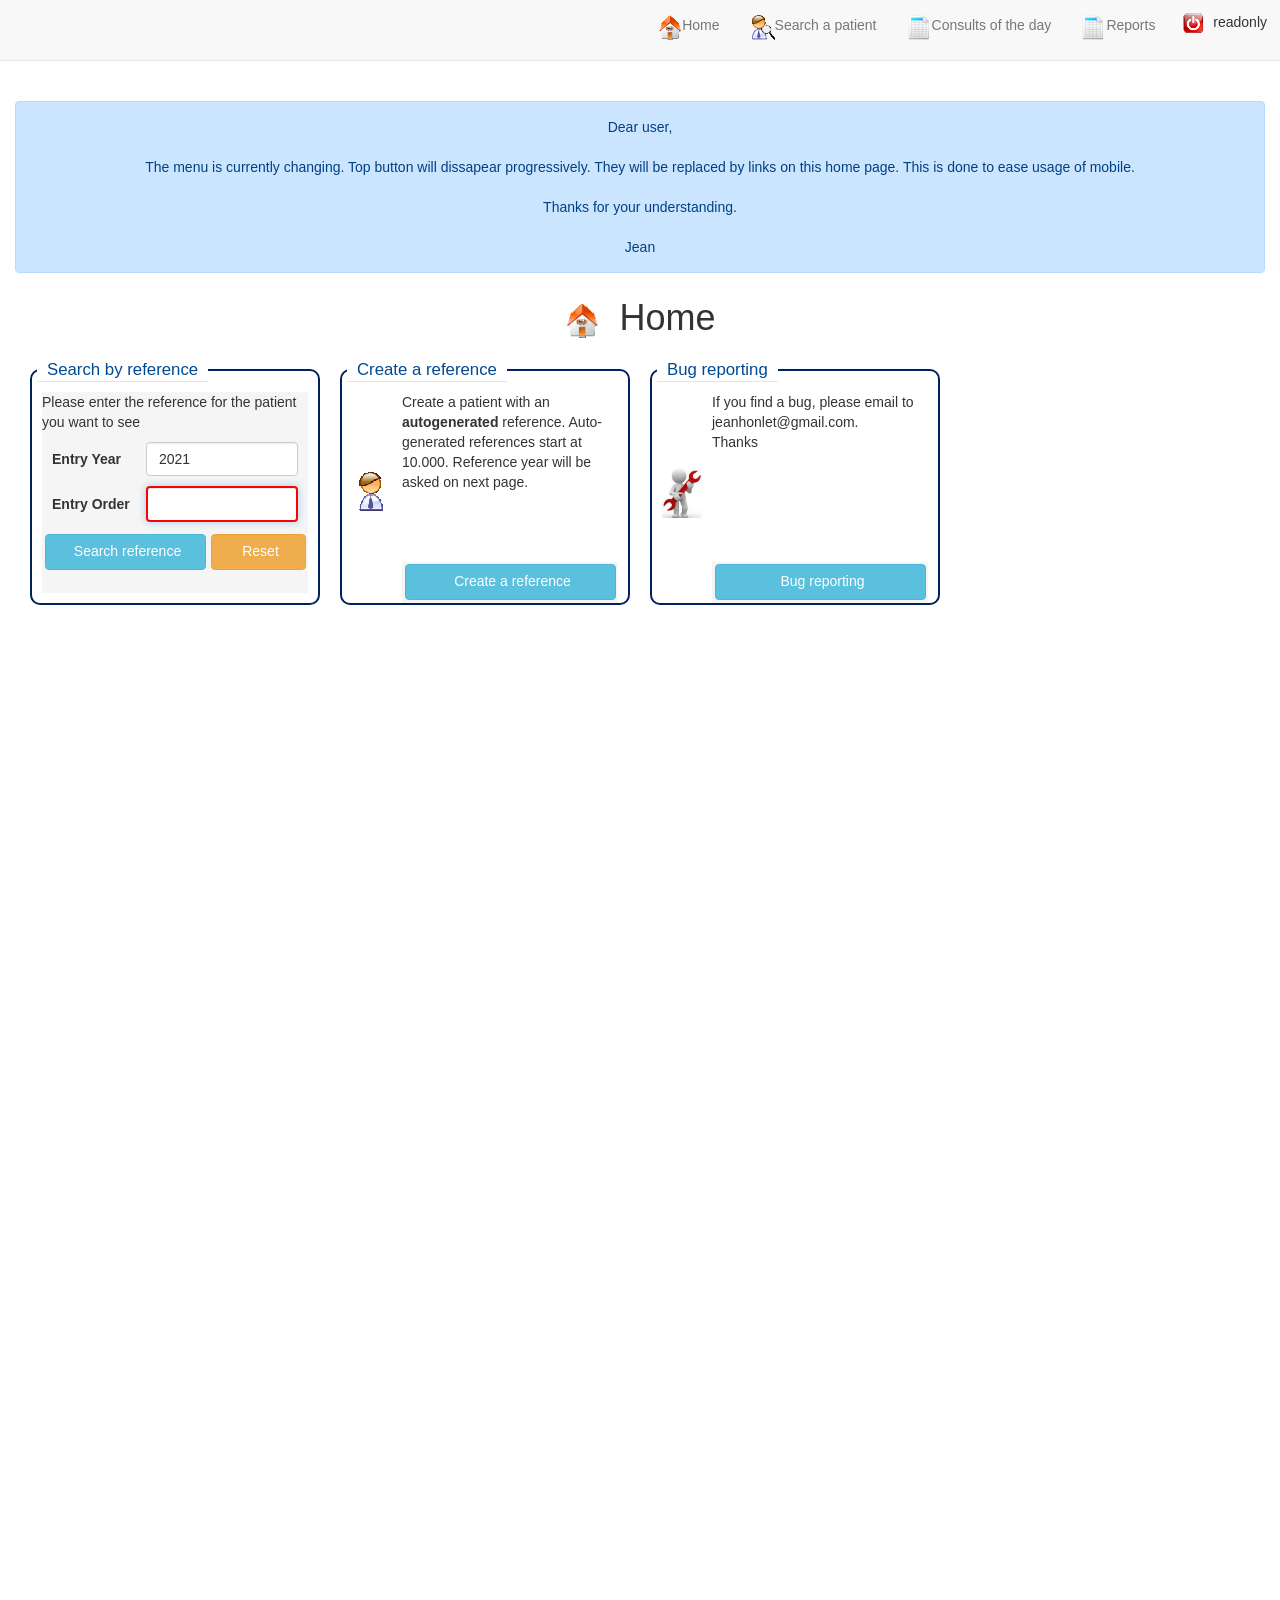 Home Search a patient Consults of the day Reports readonly
Dear user,
The menu is currently changing. Top button will dissapear progressively. They will be replaced by links on this home page. This is done to ease usage of mobile.
Thanks for your understanding.
Jean
Home
Search by reference
Please enter the reference for the patient
you want to see
Entry Year 2021
Entry Order
Search reference Reset
Create a reference
Create a patient with an
autogenerated reference. Auto-
generated references start at
10.000. Reference year will be
asked on next page.
Create a reference
Bug reporting
If you find a bug, please email to
jeanhonlet@gmail.com.
Thanks
Bug reporting